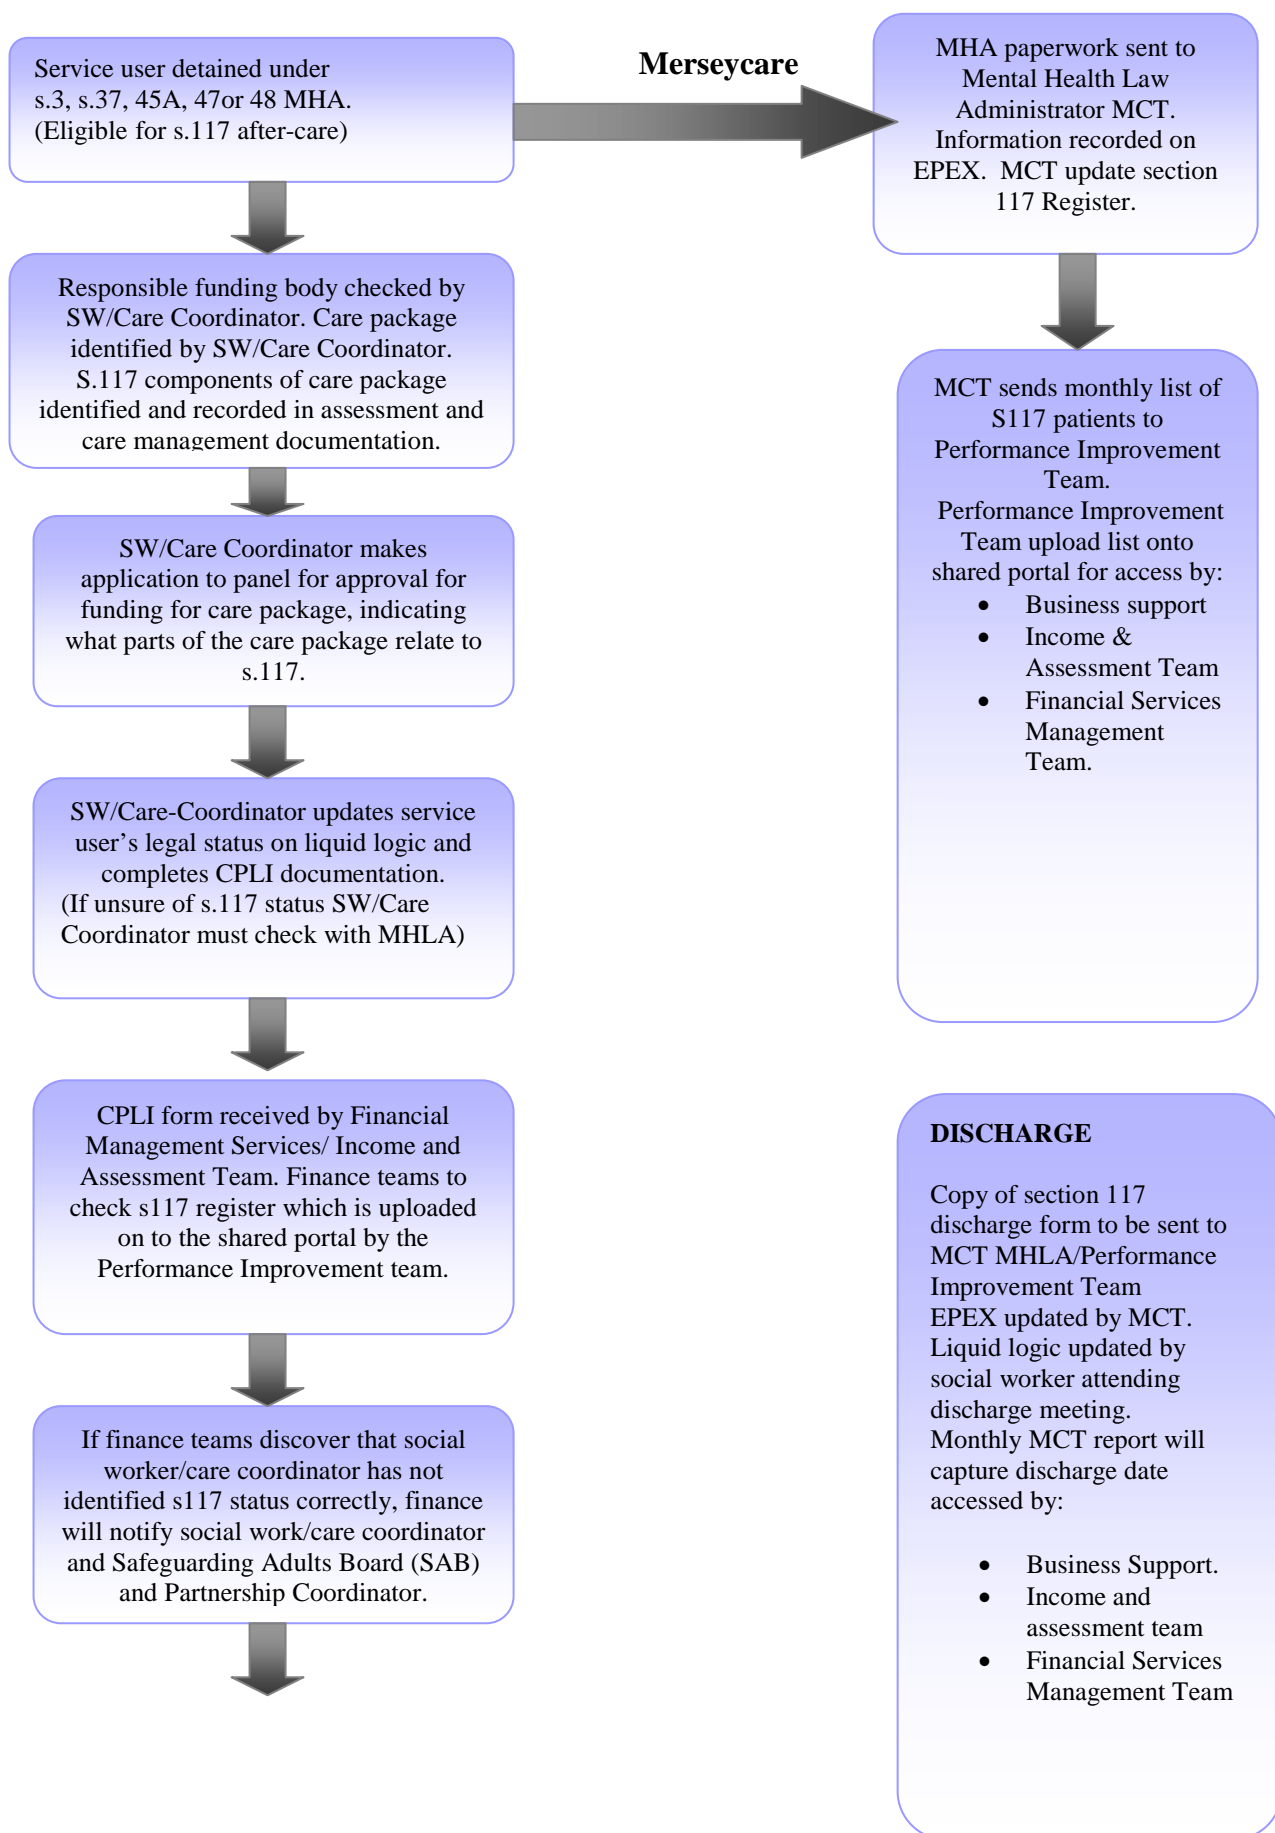 Service user detained under
s.3, s.37, 45A, 47or 48 MHA.
(Eligible for s.117 after-care)
Merseycare
MHA paperwork sent to
Mental Health Law
Administrator MCT.
Information recorded on
EPEX.  MCT update section
117 Register.
Responsible funding body checked by
SW/Care Coordinator. Care package
identified by SW/Care Coordinator.
S.117 components of care package
identified and recorded in assessment and
care management documentation.
SW/Care Coordinator makes
application to panel for approval for
funding for care package, indicating
what parts of the care package relate to
s.117.
SW/Care-Coordinator updates service
user’s legal status on liquid logic and
completes CPLI documentation.
(If unsure of s.117 status SW/Care
Coordinator must check with MHLA)
CPLI form received by Financial
Management Services/ Income and
Assessment Team. Finance teams to
check s117 register which is uploaded
on to the shared portal by the
Performance Improvement team.
If finance teams discover that social
worker/care coordinator has not
identified s117 status correctly, finance
will notify social work/care coordinator
and Safeguarding Adults Board (SAB)
and Partnership Coordinator.
MCT sends monthly list of
S117 patients to
Performance Improvement
Team.
Performance Improvement
Team upload list onto
shared portal for access by:
• Business support
• Income &
Assessment Team
• Financial Services
Management
Team.
DISCHARGE
Copy of section 117
discharge form to be sent to
MCT MHLA/Performance
Improvement Team
EPEX updated by MCT.
Liquid logic updated by
social worker attending
discharge meeting.
Monthly MCT report will
capture discharge date
accessed by:
• Business Support.
• Income and
assessment team
• Financial Services
Management Team